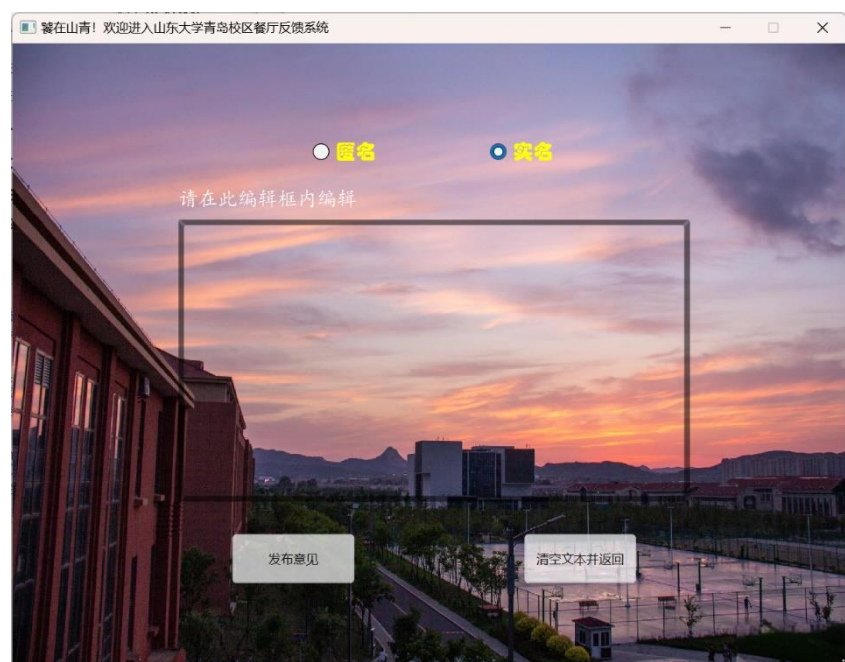 饕在山青！欢迎进入山东大学青岛校区餐厅反馈系统
匿名 实名
请在此编辑框内编辑
发布意见 清空文本并返回